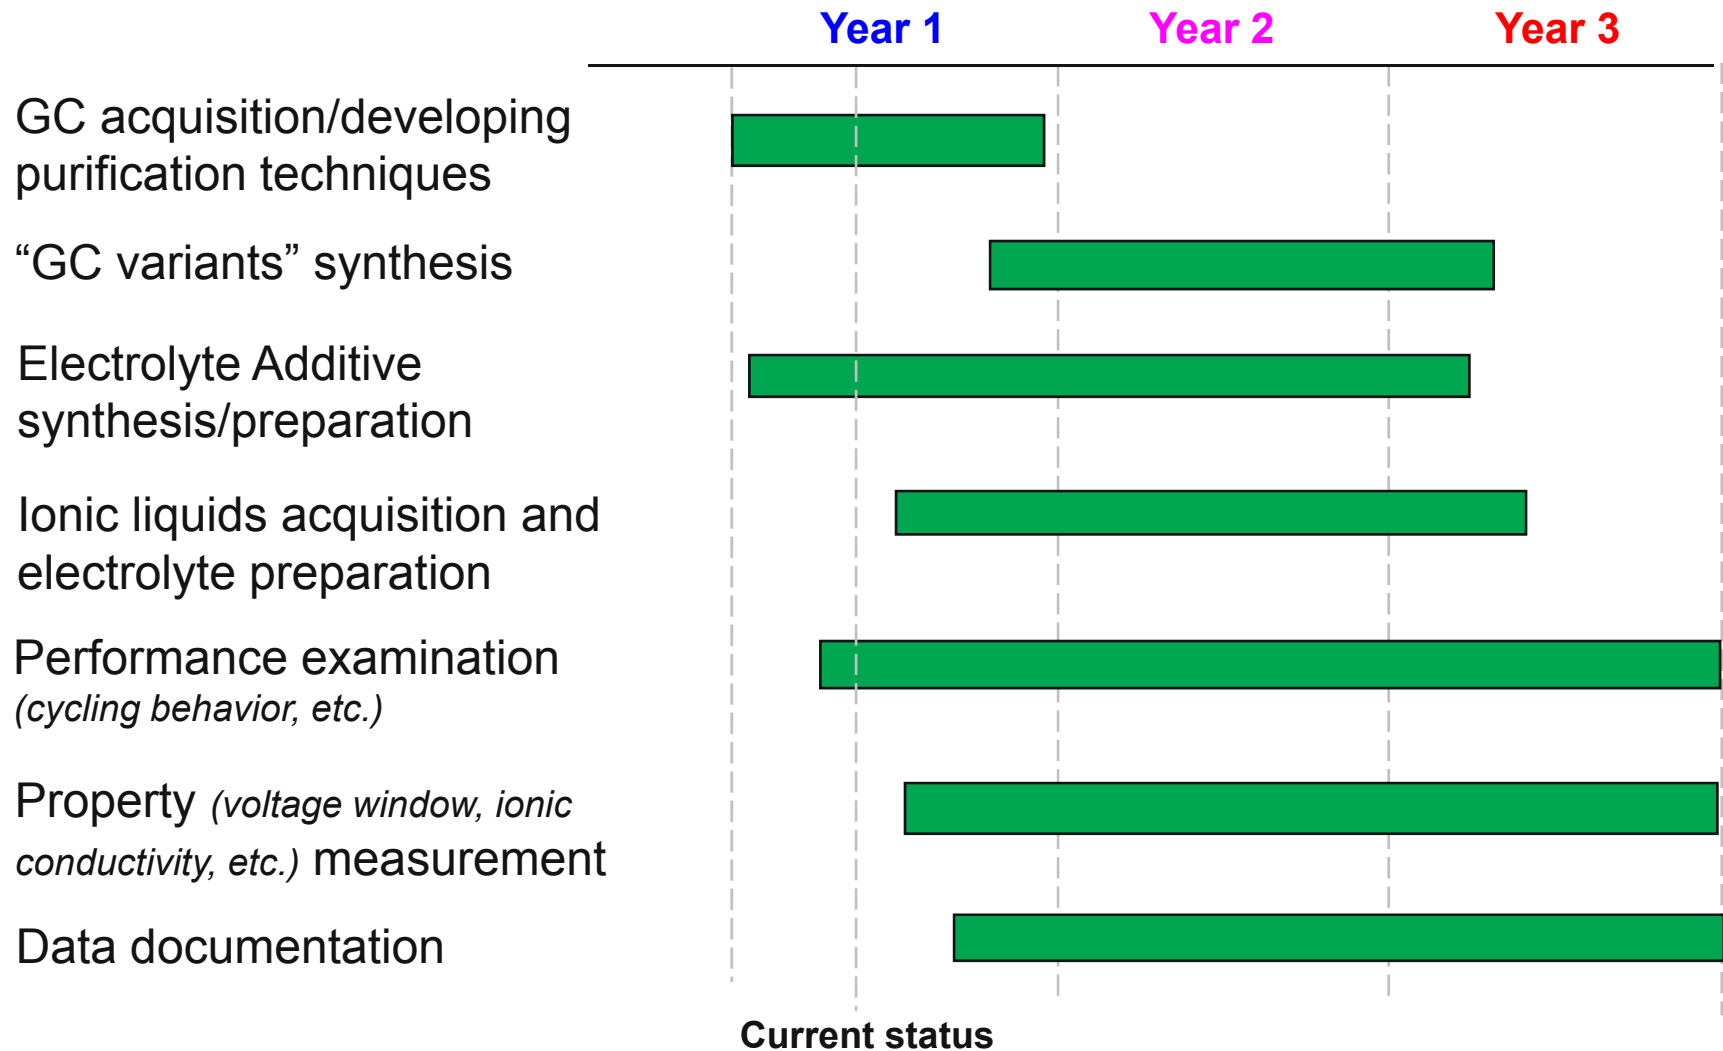 Year 1 Year 2 Year 3
GC acquisition/developing
purification techniques
“GC variants” synthesis
Electrolyte Additive
synthesis/preparation
Ionic liquids acquisition and
electrolyte preparation
Performance examination
(cycling behavior, etc.)
Property (voltage window, ionic
conductivity, etc.) measurement
Data documentation
Current status